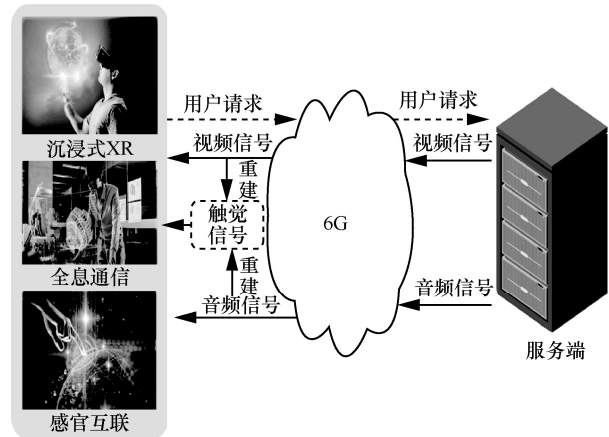 用户请求
用户请求
视频信号
视频信号
沉浸式XR
重
建
触觉
信号
6G
全息通信
重
建
音频信号
音频信号
服务端
感官互联